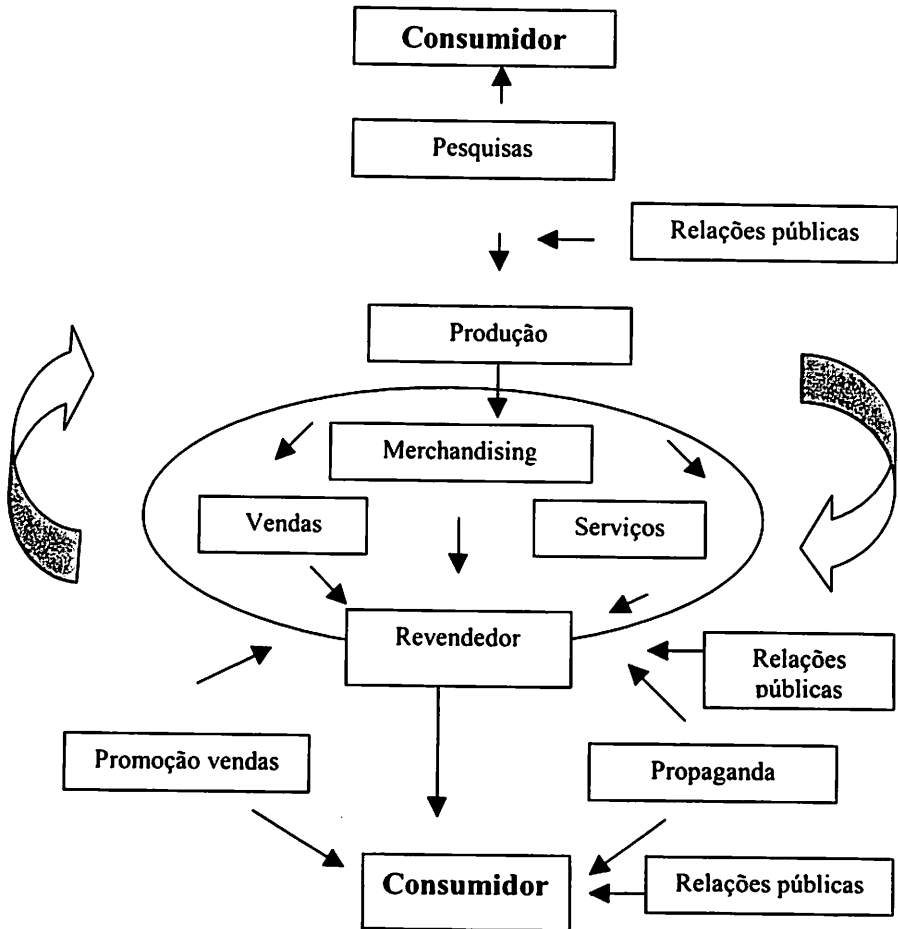 Consumidor
Pesquisas
Relações públicas
Produção
Merchandising
Vendas
Serviços
Revendedor
Relações
públicas
Promoção vendas
Propaganda
Consumidor
Relações públicas